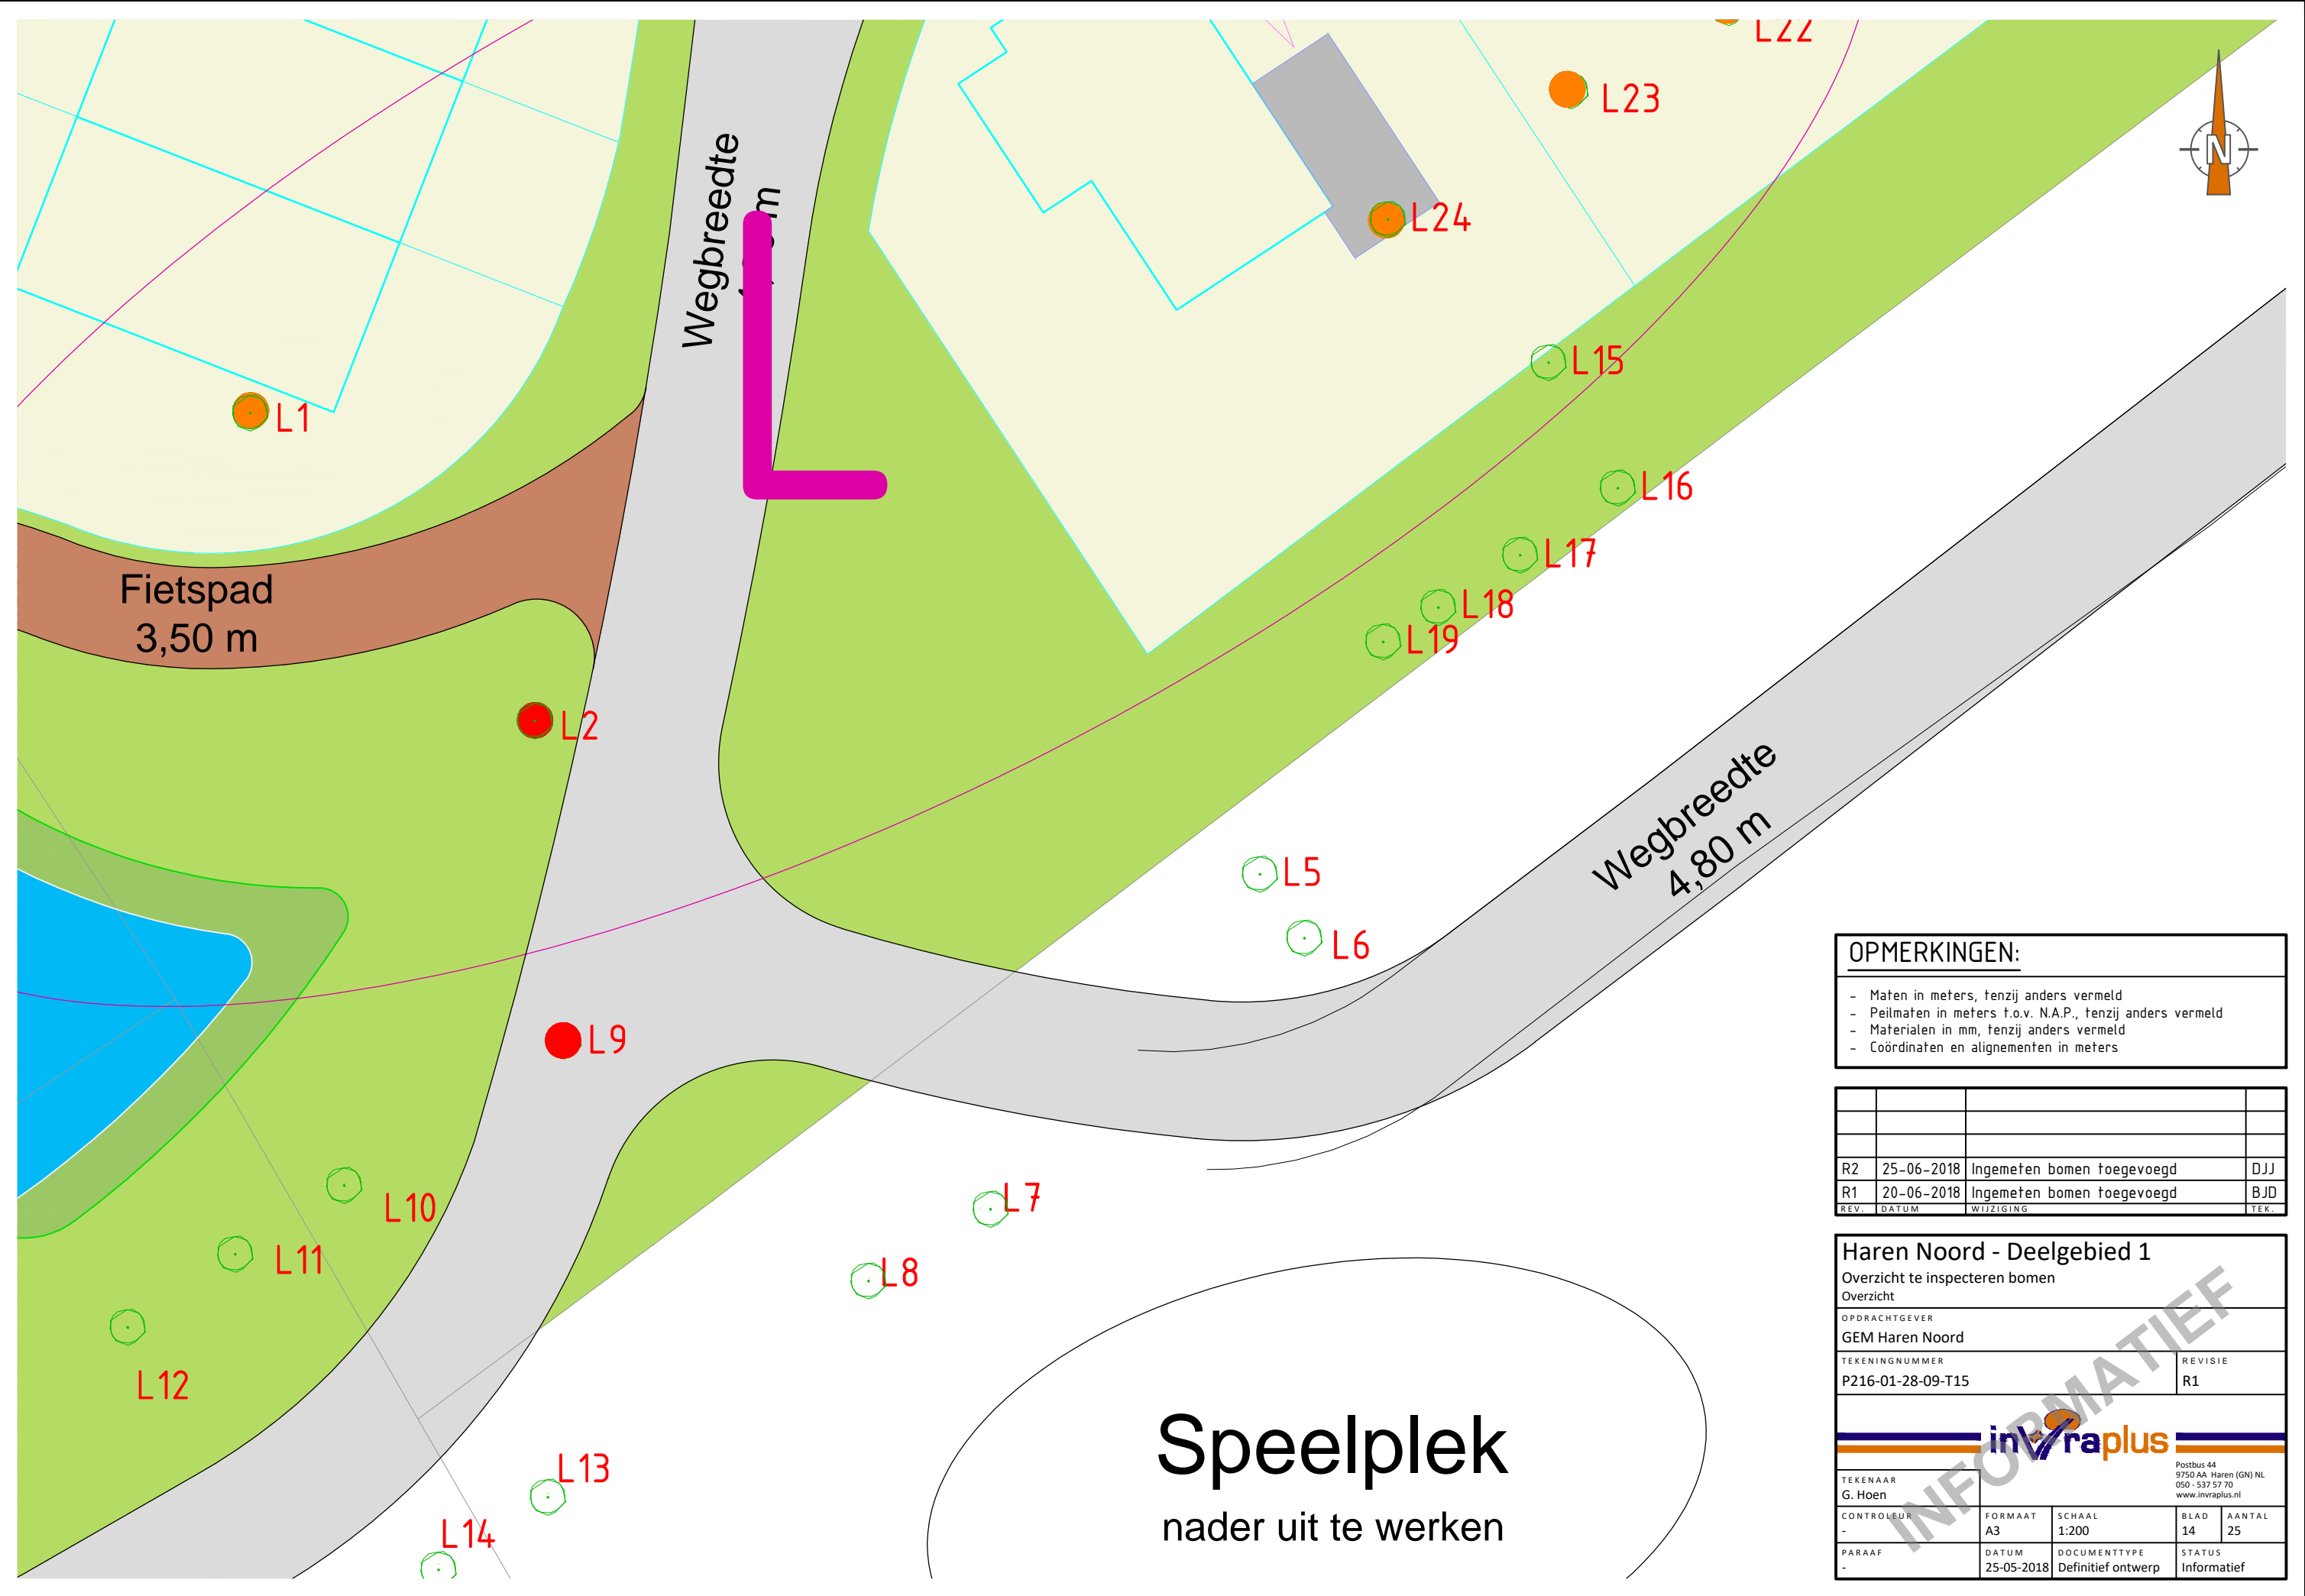 L22
L23
N
Wegbreedte
L24
L
L15
L1
L16
L17
Fietspad
3,50 m
L18
L19
L2
Wegbreedte
4,80 m
L5
L6
L9
L7
L10
L11
L8
L12
L13
L14
Speelplek
nader uit te werken
OPMERKINGEN:
- Maten in meters, tenzij anders vermeld
- Peilmaten in meters t.o.v. N.A.P., tenzij anders vermeld
- Materialen in mm, tenzij anders vermeld
- Coördinaten en alignementen in meters
R2 25-06-2018 Ingemeten bomen toegevoegd DJJ
R1 20-06-2018 Ingemeten bomen toegevoegd BJD
REV. DATUM WIJZIGING TEK.
Haren Noord - Deelgebied 1
Overzicht te inspecteren bomen
Overzicht
OPDRACHTGEVER
GEM Haren Noord
TEKENINGNUMMER REVISIE
P216-01-28-09-T15 R1
invraplus
Postbus 44
9750 AA Haren (GN) NL
050 - 537 57 70
www.invraplus.nl
TEKENAAR
G. Hoen
CONTROLEUR FORMAAT SCHAAL BLAD AANTAL
- A3 1:200 14 25
PARAAF DATUM DOCUMENTTYPE STATUS
- 25-05-2018 Definitief ontwerp Informatief
INFORMATIEF